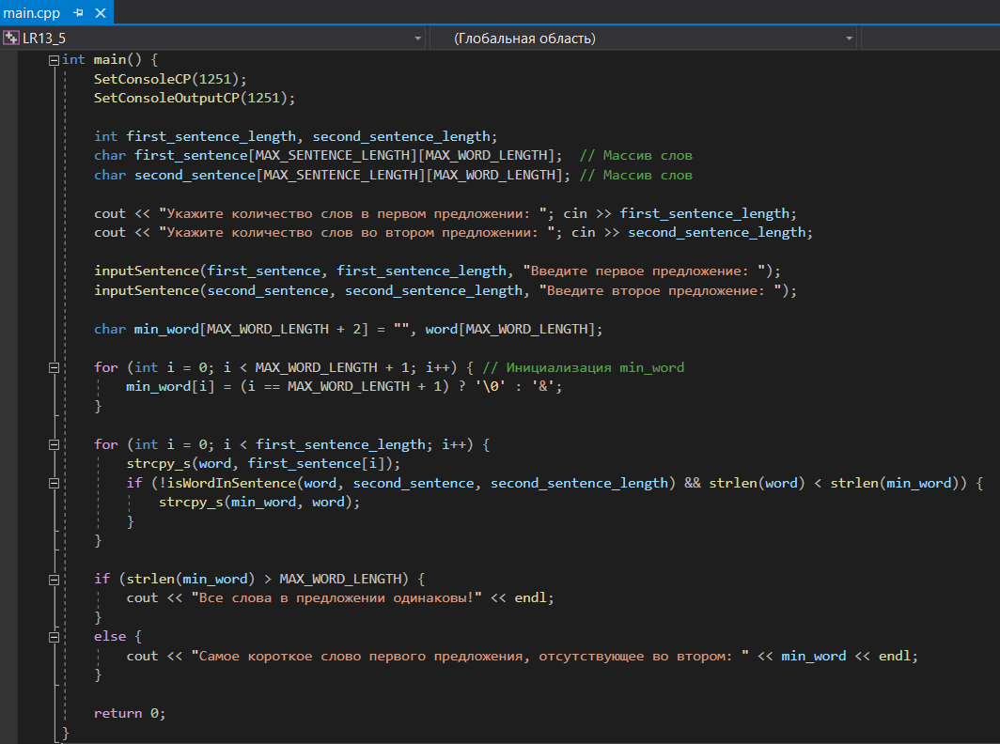 main.cpp
LR13_5 (Глобальная область)
int main() {
SetConsoleCP(1251);
SetConsoleOutputCP(1251);
int first_sentence_length, second_sentence_length;
char first_sentence[MAX_SENTENCE_LENGTH][MAX_WORD_LENGTH];  // Массив слов
char second_sentence[MAX_SENTENCE_LENGTH][MAX_WORD_LENGTH]; // Массив слов
cout << "Укажите количество слов в первом предложении: "; cin >> first_sentence_length;
cout << "Укажите количество слов во втором предложении: "; cin >> second_sentence_length;
inputSentence(first_sentence, first_sentence_length, "Введите первое предложение: ");
inputSentence(second_sentence, second_sentence_length, "Введите второе предложение: ");
char min_word[MAX_WORD_LENGTH + 2] = "", word[MAX_WORD_LENGTH];
for (int i = 0; i < MAX_WORD_LENGTH + 1; i++) { // Инициализация min_word
min_word[i] = (i == MAX_WORD_LENGTH + 1) ? '\0' : '&';
}
for (int i = 0; i < first_sentence_length; i++) {
strcpy_s(word, first_sentence[i]);
if (!isWordInSentence(word, second_sentence, second_sentence_length) && strlen(word) < strlen(min_word)) {
strcpy_s(min_word, word);
}
}
if (strlen(min_word) > MAX_WORD_LENGTH) {
cout << "Все слова в предложении одинаковы!" << endl;
}
else {
cout << "Самое короткое слово первого предложения, отсутствующее во втором: " << min_word << endl;
}
return 0;
}